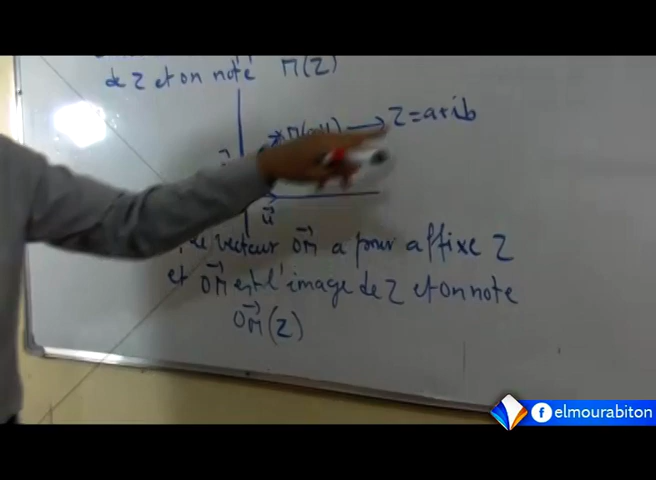 de Z et on note M(Z)
Z=a+ib
u⃗
le vecteur OM⃗ a pour affixe Z
et OM⃗ est l'image de Z et on note
OM⃗(Z)
elmourabiton